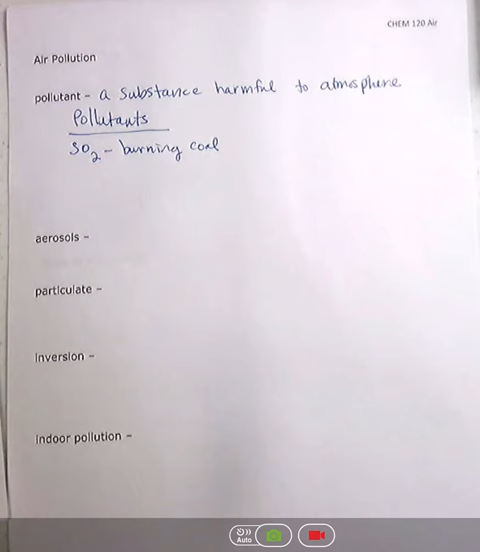 CHEM 120 Air
Air Pollution
pollutant – a substance harmful to atmosphere
Pollutants
SO2 – burning coal
aerosols –
particulate –
inversion –
indoor pollution –
Auto